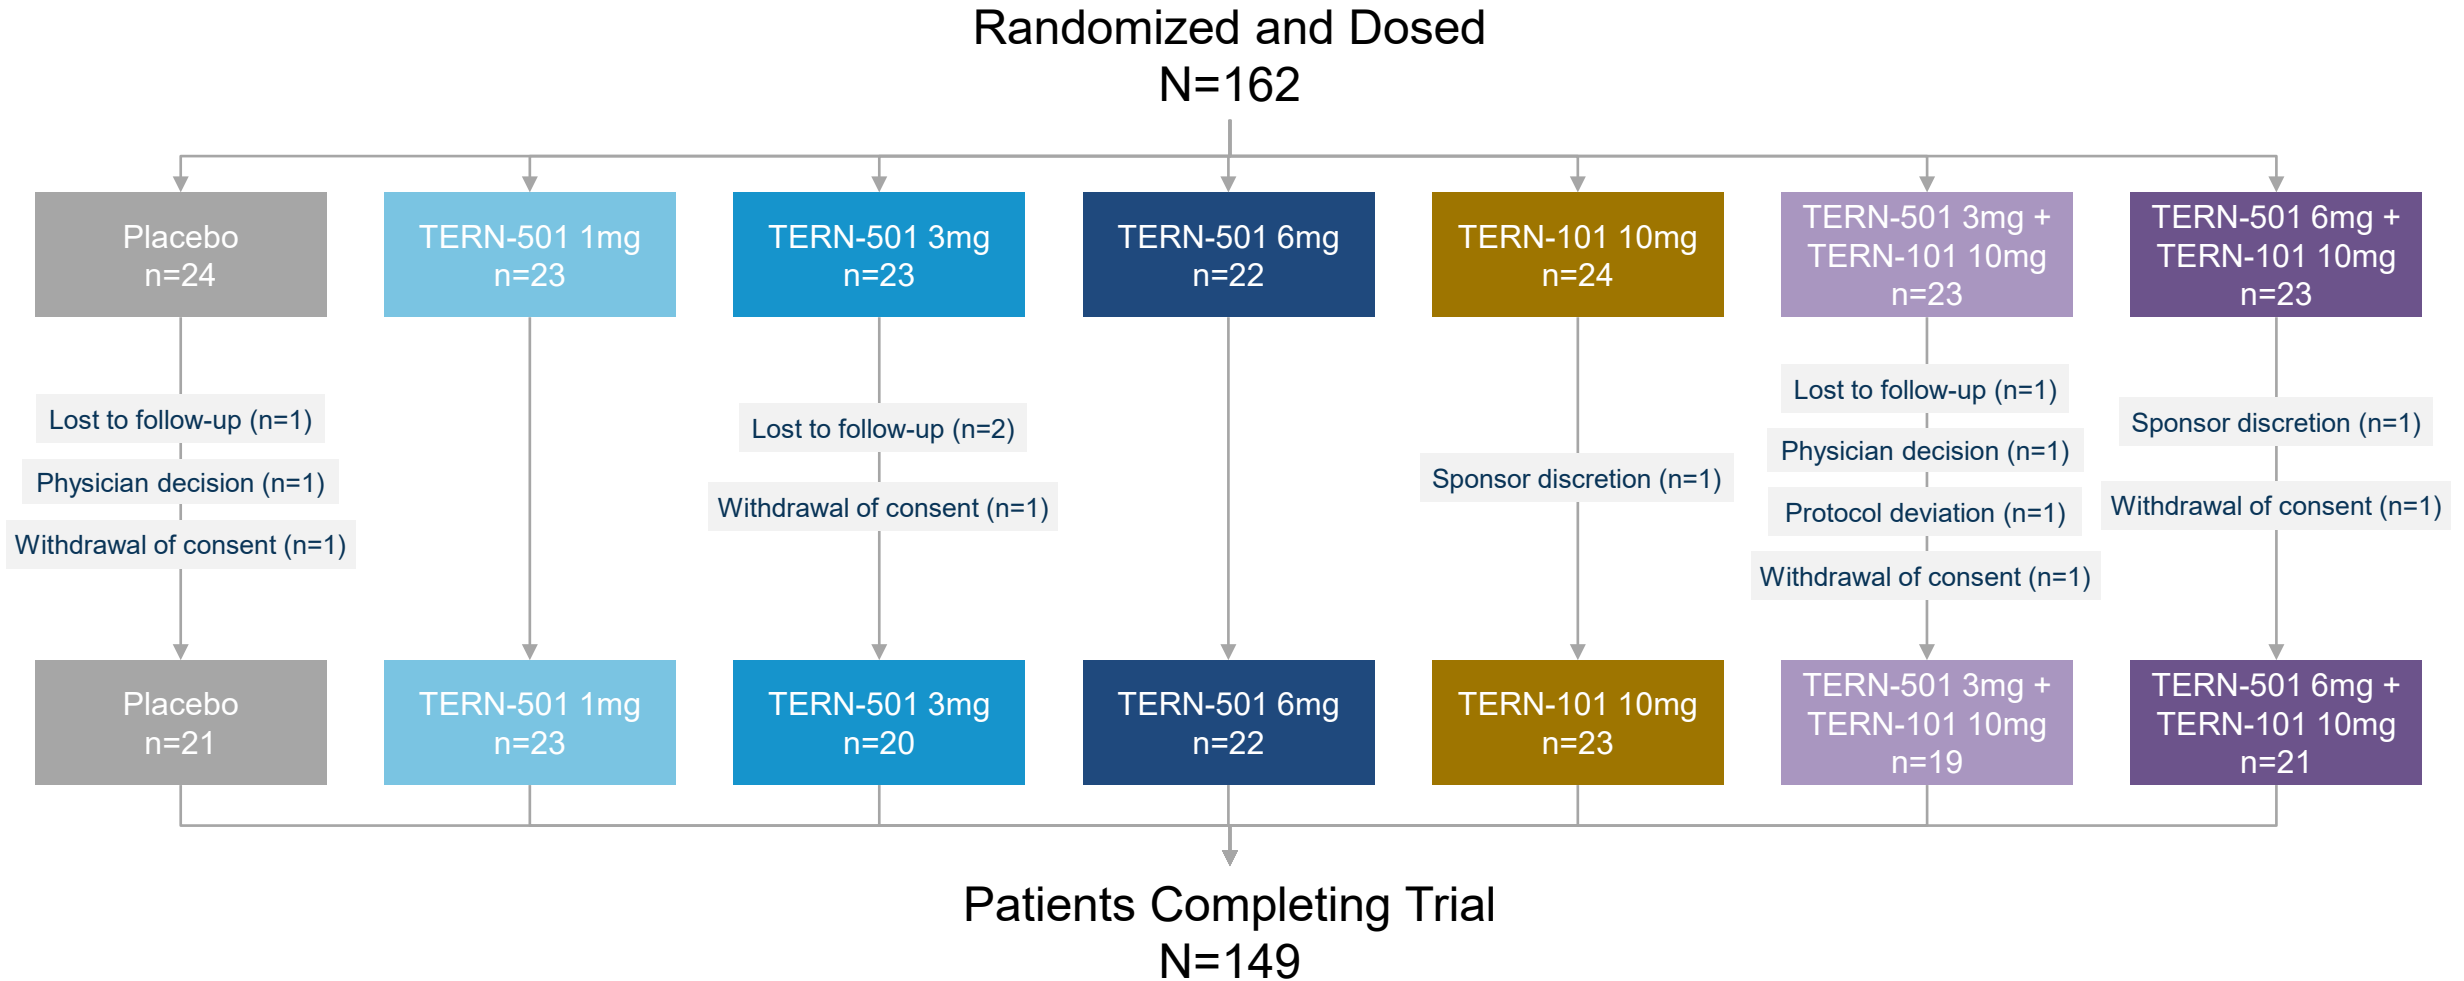 Randomized and Dosed
N=162
Placebo
n=24
TERN-501 1mg
n=23
TERN-501 3mg
n=23
TERN-501 6mg
n=22
TERN-101 10mg
n=24
TERN-501 3mg +
TERN-101 10mg
n=23
TERN-501 6mg +
TERN-101 10mg
n=23
Lost to follow-up (n=1)
Physician decision (n=1)
Withdrawal of consent (n=1)
Lost to follow-up (n=2)
Withdrawal of consent (n=1)
Sponsor discretion (n=1)
Lost to follow-up (n=1)
Physician decision (n=1)
Protocol deviation (n=1)
Withdrawal of consent (n=1)
Sponsor discretion (n=1)
Withdrawal of consent (n=1)
Placebo
n=21
TERN-501 1mg
n=23
TERN-501 3mg
n=20
TERN-501 6mg
n=22
TERN-101 10mg
n=23
TERN-501 3mg +
TERN-101 10mg
n=19
TERN-501 6mg +
TERN-101 10mg
n=21
Patients Completing Trial
N=149